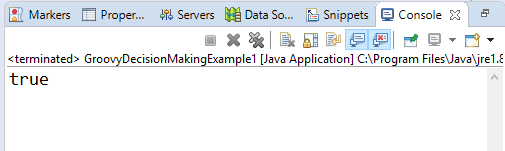 Markers Proper... Servers Data So... Snippets Console
<terminated> GroovyDecisionMakingExample1 [Java Application] C:\Program Files\Java\jre1.8
true